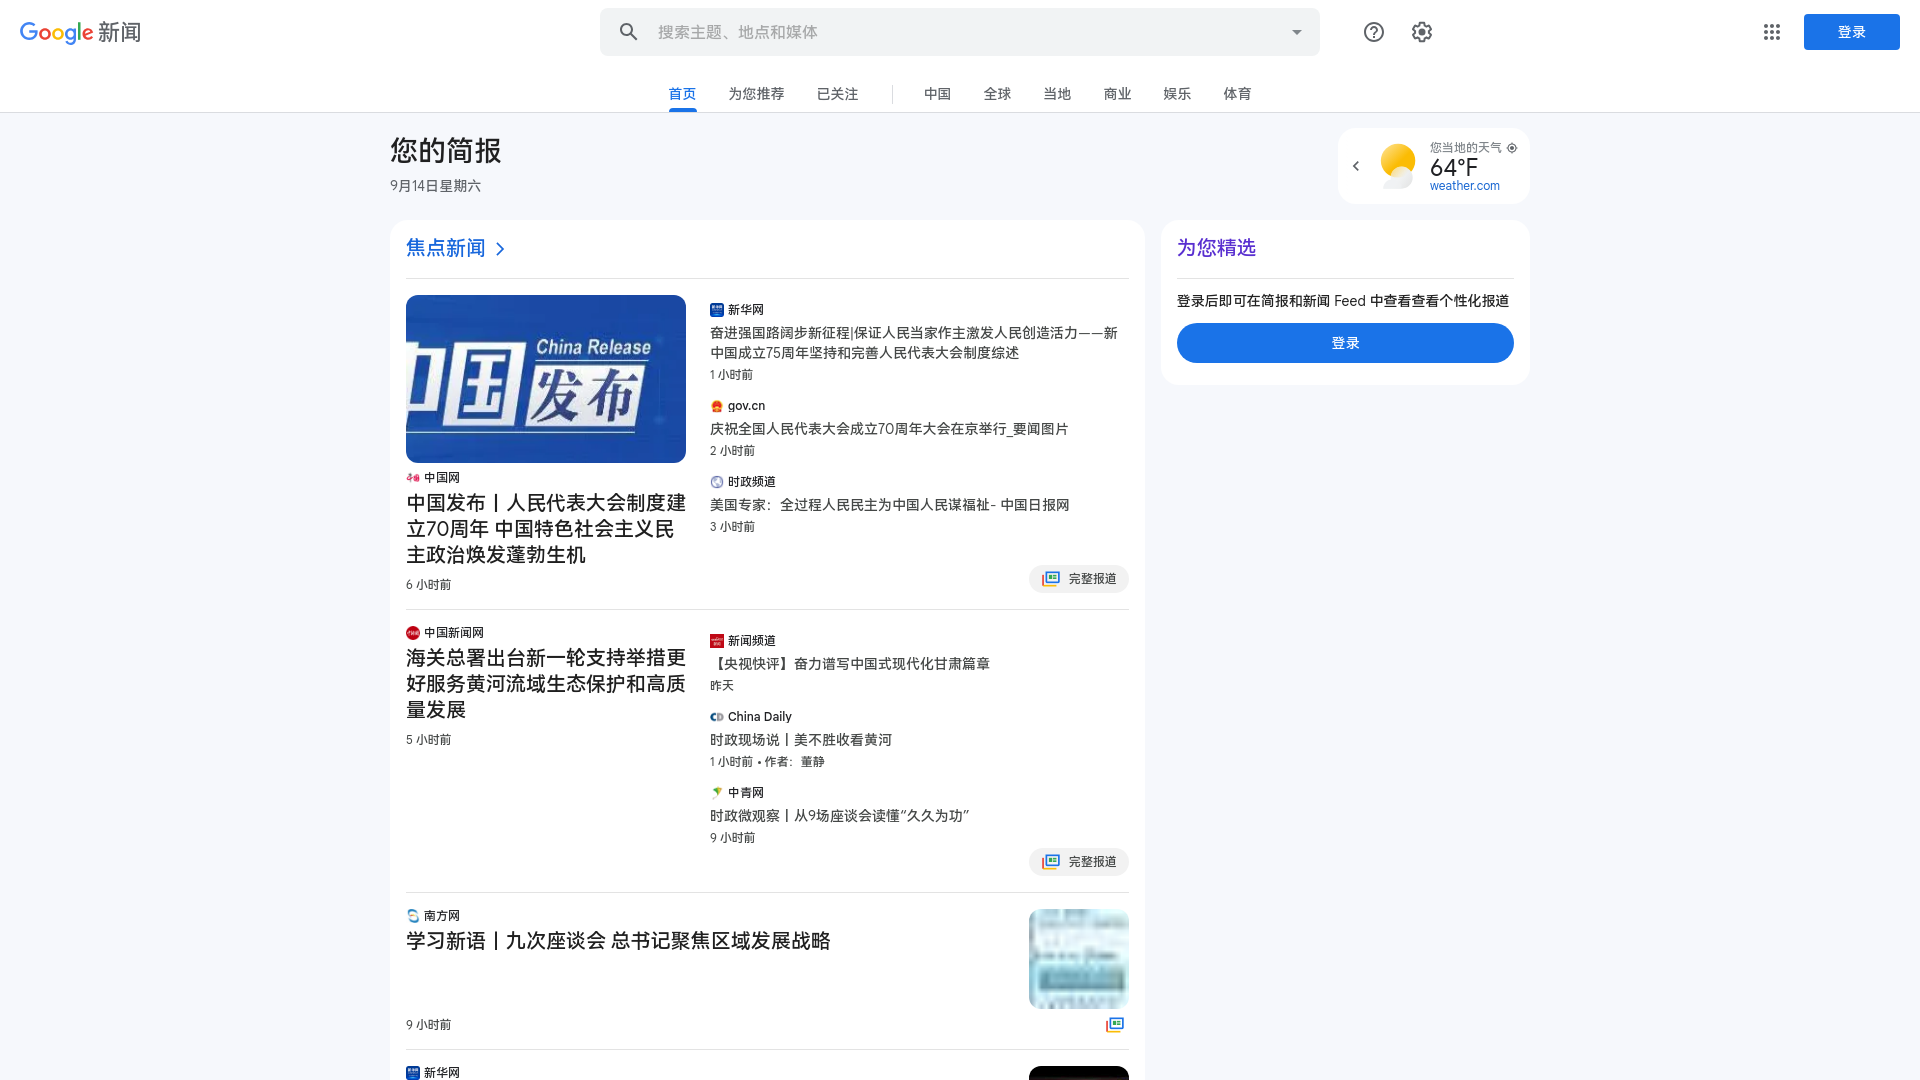 Google 新闻
搜索主题、地点和媒体
登录
首页
为您推荐
已关注
中国
全球
当地
商业
娱乐
体育
您的简报
9月14日星期六
您当地的天气
64°F
weather.com
焦点新闻
China Release
中国发布
中国网
中国发布丨人民代表大会制度建
立70周年 中国特色社会主义民
主政治焕发蓬勃生机
6 小时前
新华网
奋进强国路阔步新征程|保证人民当家作主激发人民创造活力——新
中国成立75周年坚持和完善人民代表大会制度综述
1 小时前
gov.cn
庆祝全国人民代表大会成立70周年大会在京举行_要闻图片
2 小时前
时政频道
美国专家：全过程人民民主为中国人民谋福祉- 中国日报网
3 小时前
完整报道
中国新闻网
海关总署出台新一轮支持举措更
好服务黄河流域生态保护和高质
量发展
5 小时前
新闻频道
【央视快评】奋力谱写中国式现代化甘肃篇章
昨天
China Daily
时政现场说丨美不胜收看黄河
1 小时前 • 作者：董静
中青网
时政微观察丨从9场座谈会读懂“久久为功”
9 小时前
完整报道
南方网
学习新语丨九次座谈会 总书记聚焦区域发展战略
9 小时前
新华网
为您精选
登录后即可在简报和新闻 Feed 中查看查看个性化报道
登录